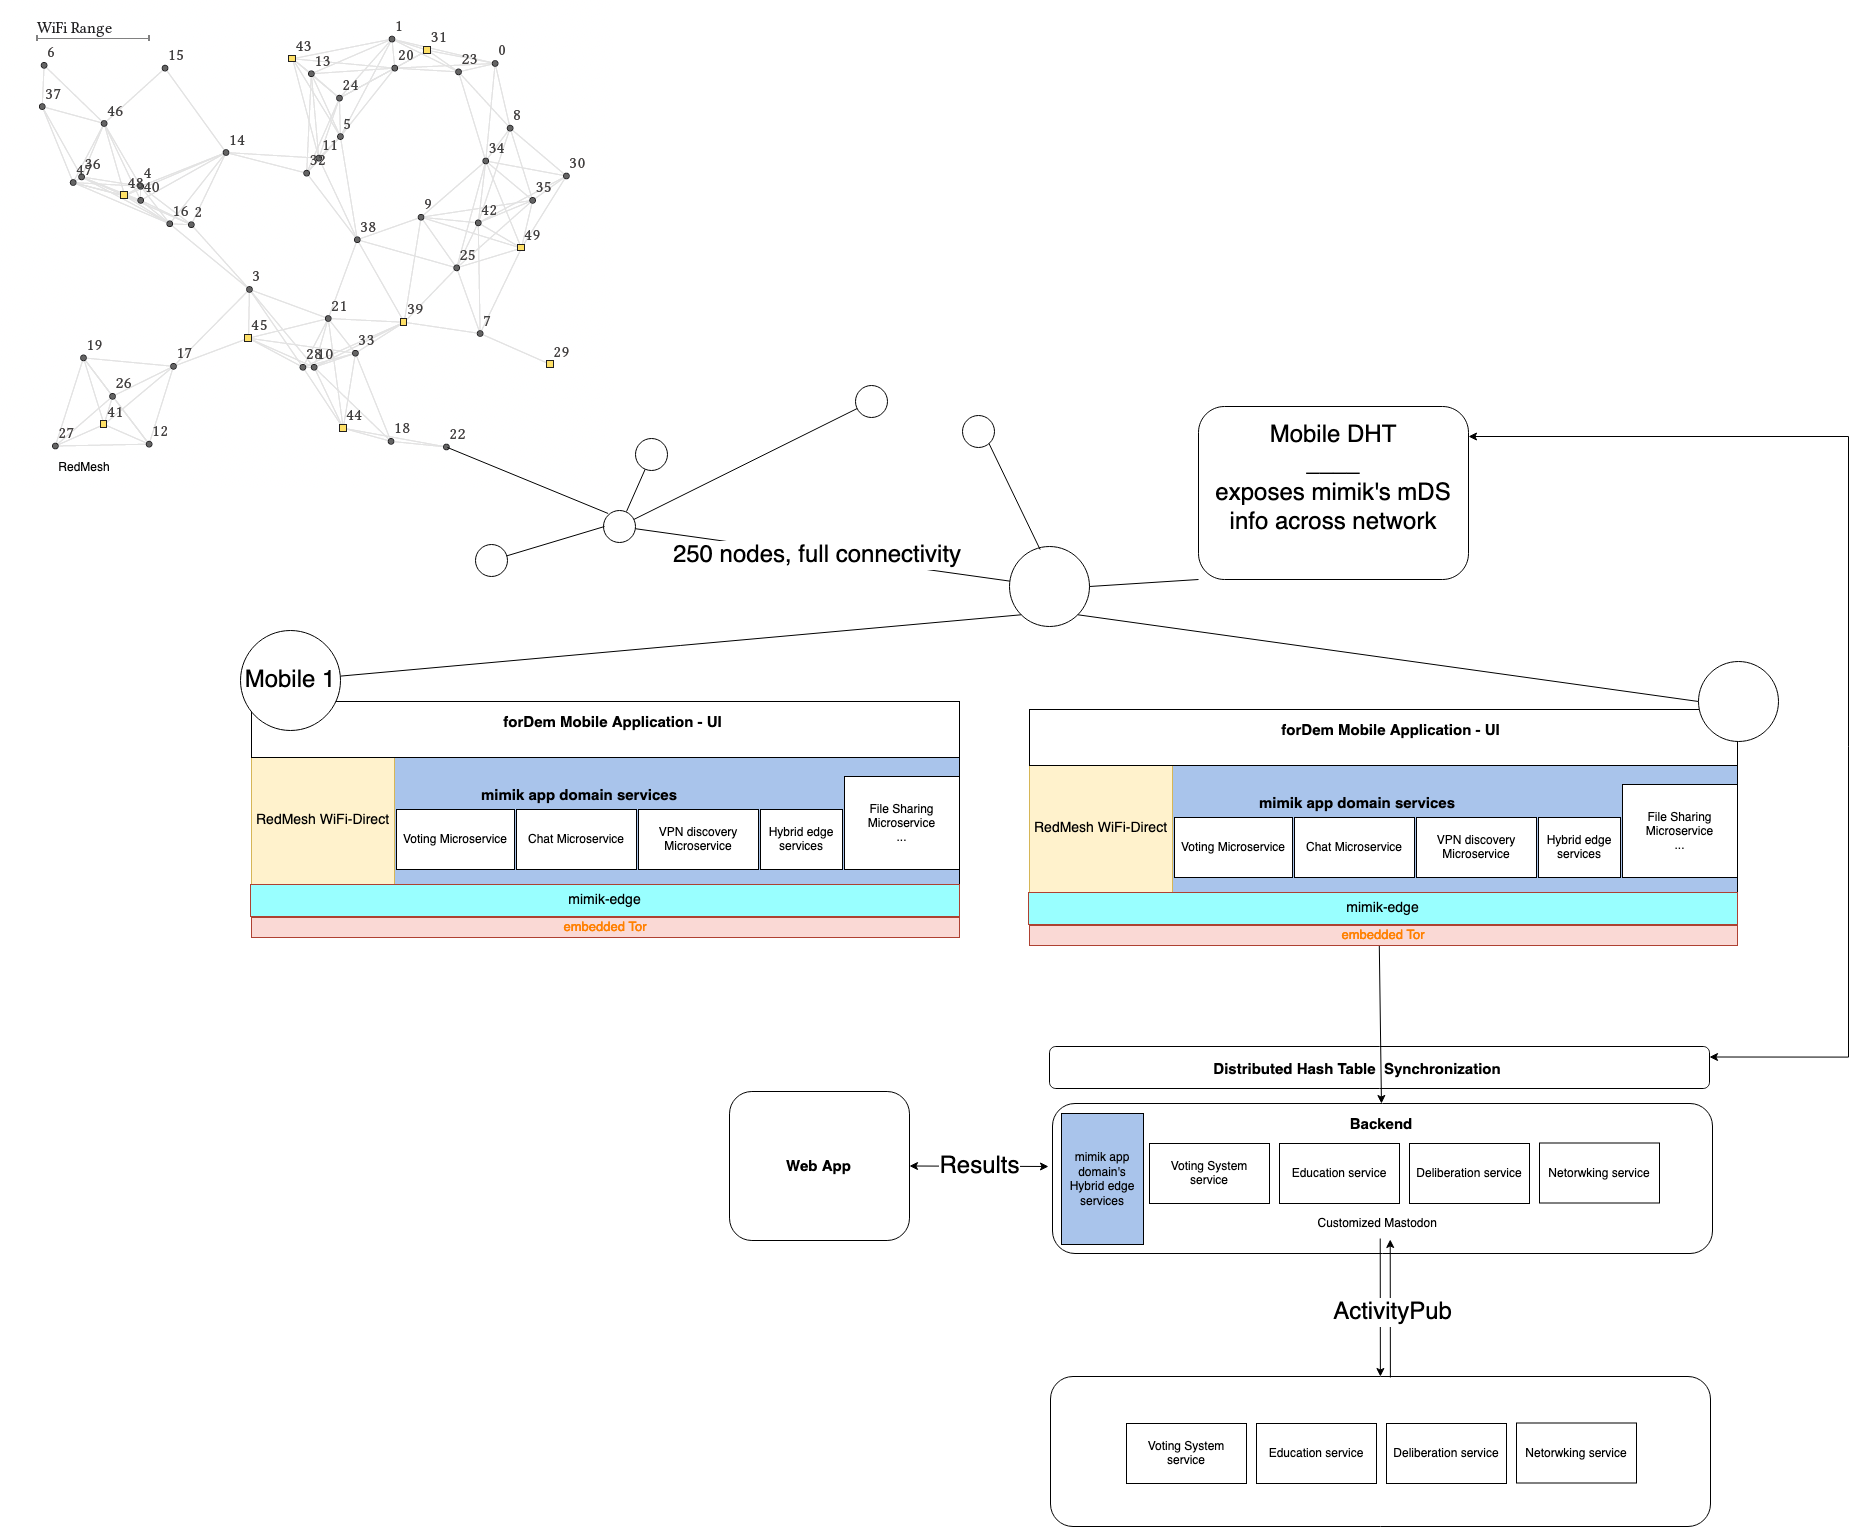 WiFi Range
1
31
43
0
6
15
13
20
23
24
37
46
8
5
14
11
34
36
32
30
47
4
48
40
35
16
2
9
42
38
49
25
3
21
39
45
7
33
28
10
29
19
17
26
41
44
27
12
18
22
RedMesh
Mobile DHT
____
exposes mimik's mDS
info across network
250 nodes, full connectivity
Mobile 1
forDem Mobile Application - UI
RedMesh WiFi-Direct
mimik app domain services
Voting Microservice
Chat Microservice
VPN discovery
Microservice
Hybrid edge
services
File Sharing
Microservice
...
mimik-edge
embedded Tor
forDem Mobile Application - UI
RedMesh WiFi-Direct
mimik app domain services
Voting Microservice
Chat Microservice
VPN discovery
Microservice
Hybrid edge
services
File Sharing
Microservice
...
mimik-edge
embedded Tor
Distributed Hash Table Synchronization
Web App
Results
Backend
mimik app
domain's
Hybrid edge
services
Voting System
service
Education service
Deliberation service
Netorwking service
Customized Mastodon
ActivityPub
Voting System
service
Education service
Deliberation service
Netorwking service